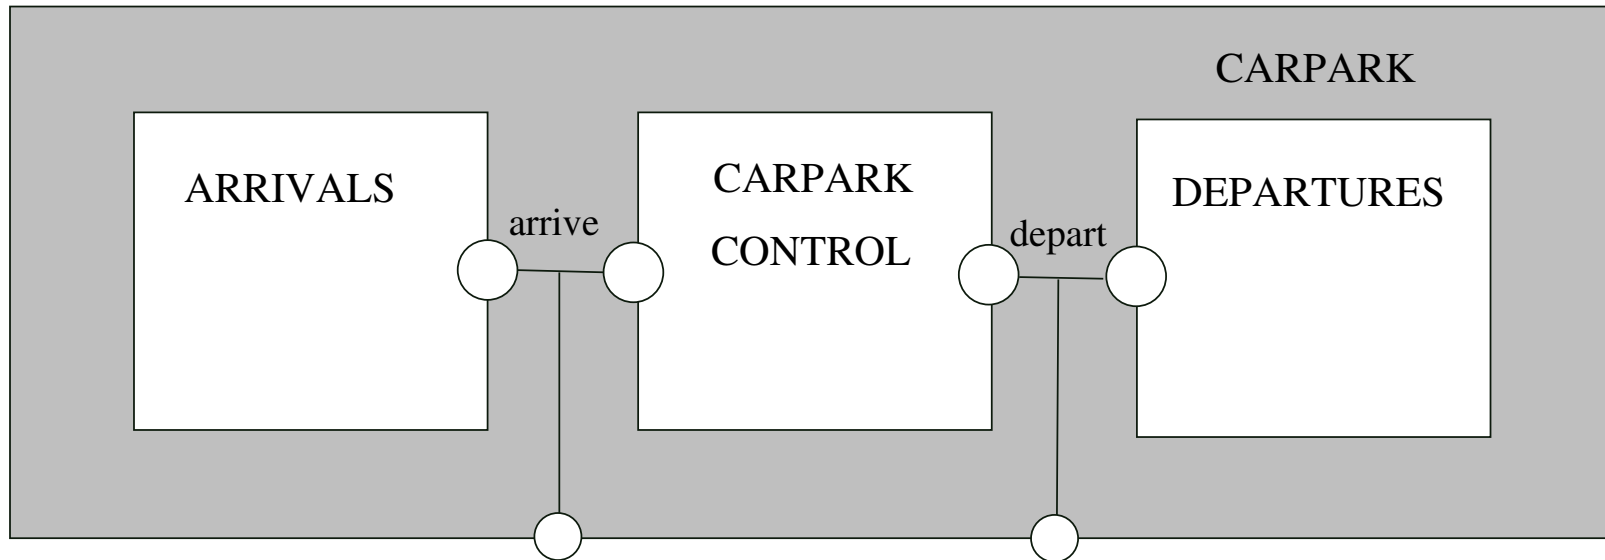 CARPARK
ARRIVALS
arrive
CARPARK
CONTROL
depart
DEPARTURES